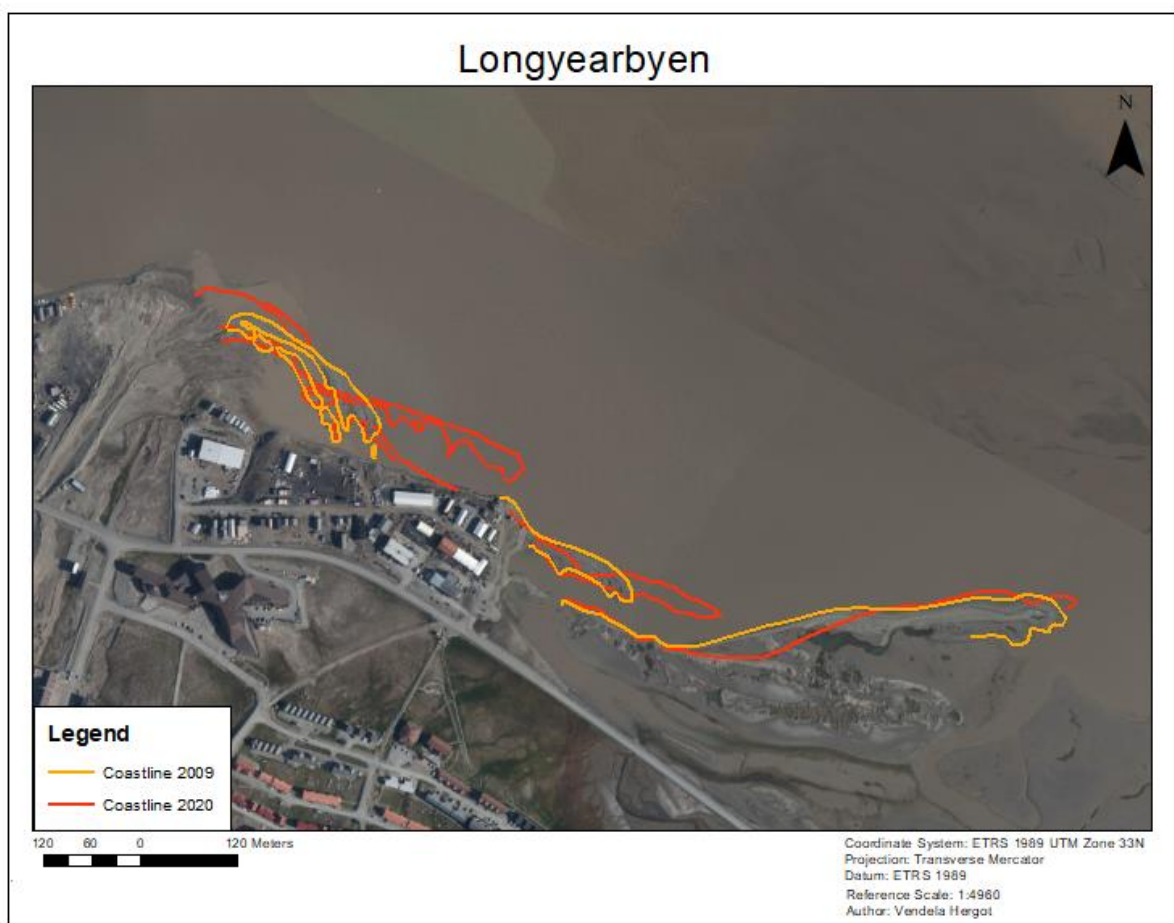 Longyearbyen
N
Legend
Coastline 2009
Coastline 2020
120 60 0 120 Meters
Coordinate System: ETRS 1989 UTM Zone 33N
Projection: Transverse Mercator
Datum: ETRS 1989
Reference Scale: 1:4960
Author: Vendela Hergot